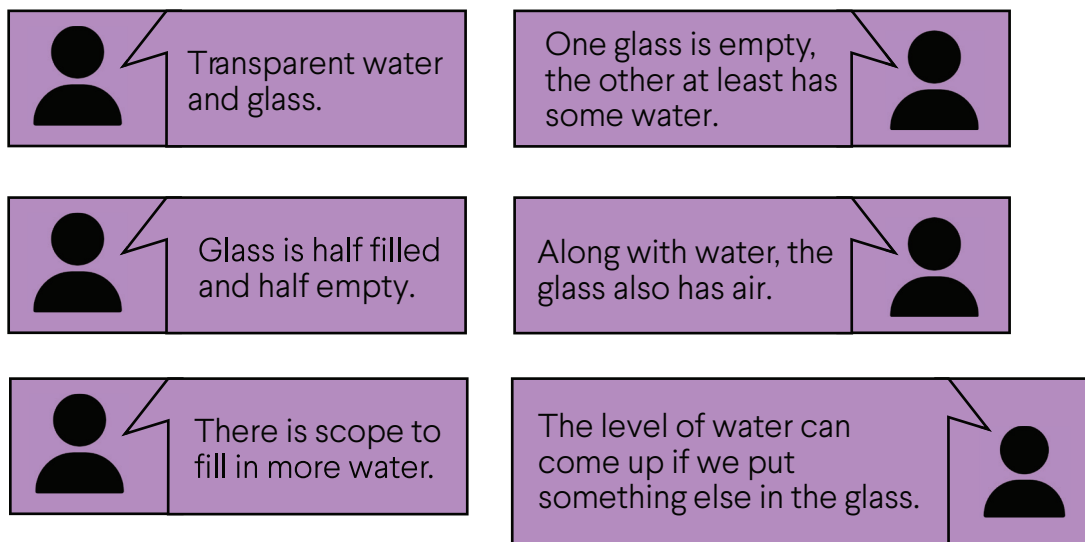 Transparent water
and glass.
One glass is empty,
the other at least has
some water.
Glass is half filled
and half empty.
Along with water, the
glass also has air.
There is scope to
fill in more water.
The level of water can
come up if we put
something else in the glass.